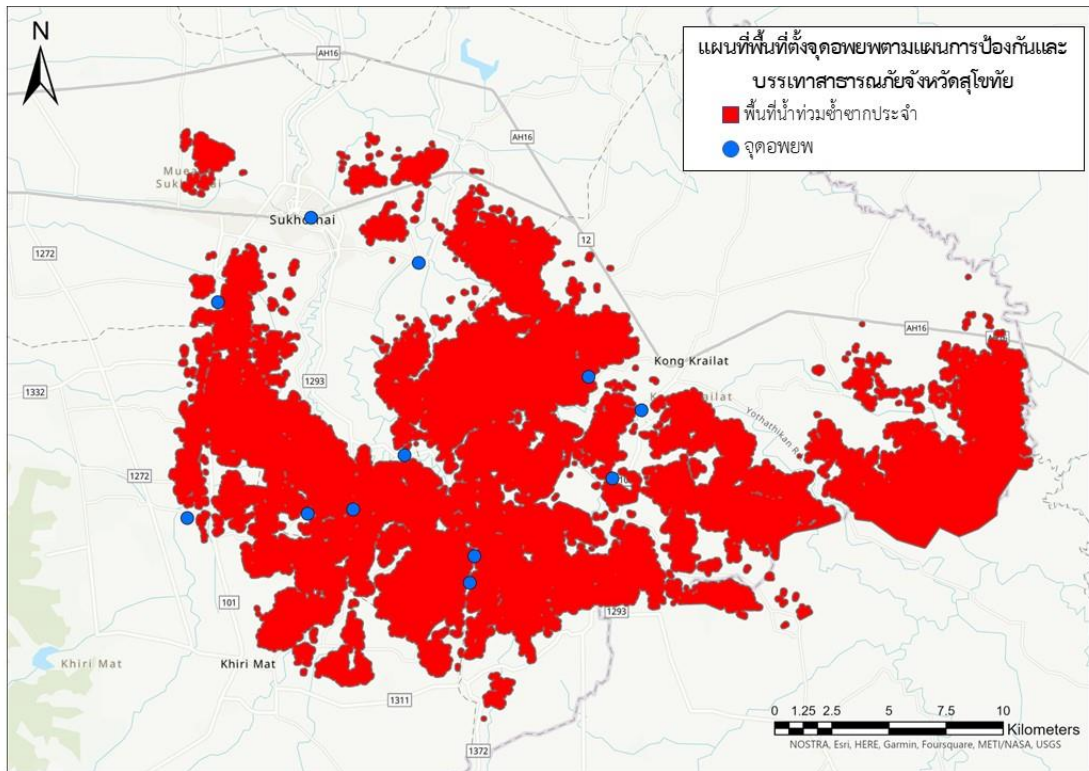 N
แผนที่พื้นที่ตั้งจุดอพยพตามแผนการป้องกันและ
บรรเทาสาธารณภัยจังหวัดสุโขทัย
พื้นที่น้ำท่วมซ้ำซากประจำ
จุดอพยพ
AH16
AH16
Sukhothai
1272
12
AH16
1293
Kong Krailat
1332
Yothathikan
1272
101
1293
Khiri Mat
Khiri Mat
1311
1372
0 1.25 2.5 5 7.5 10
Kilometers
NOSTRA, Esri, HERE, Garmin, Foursquare, METI/NASA, USGS